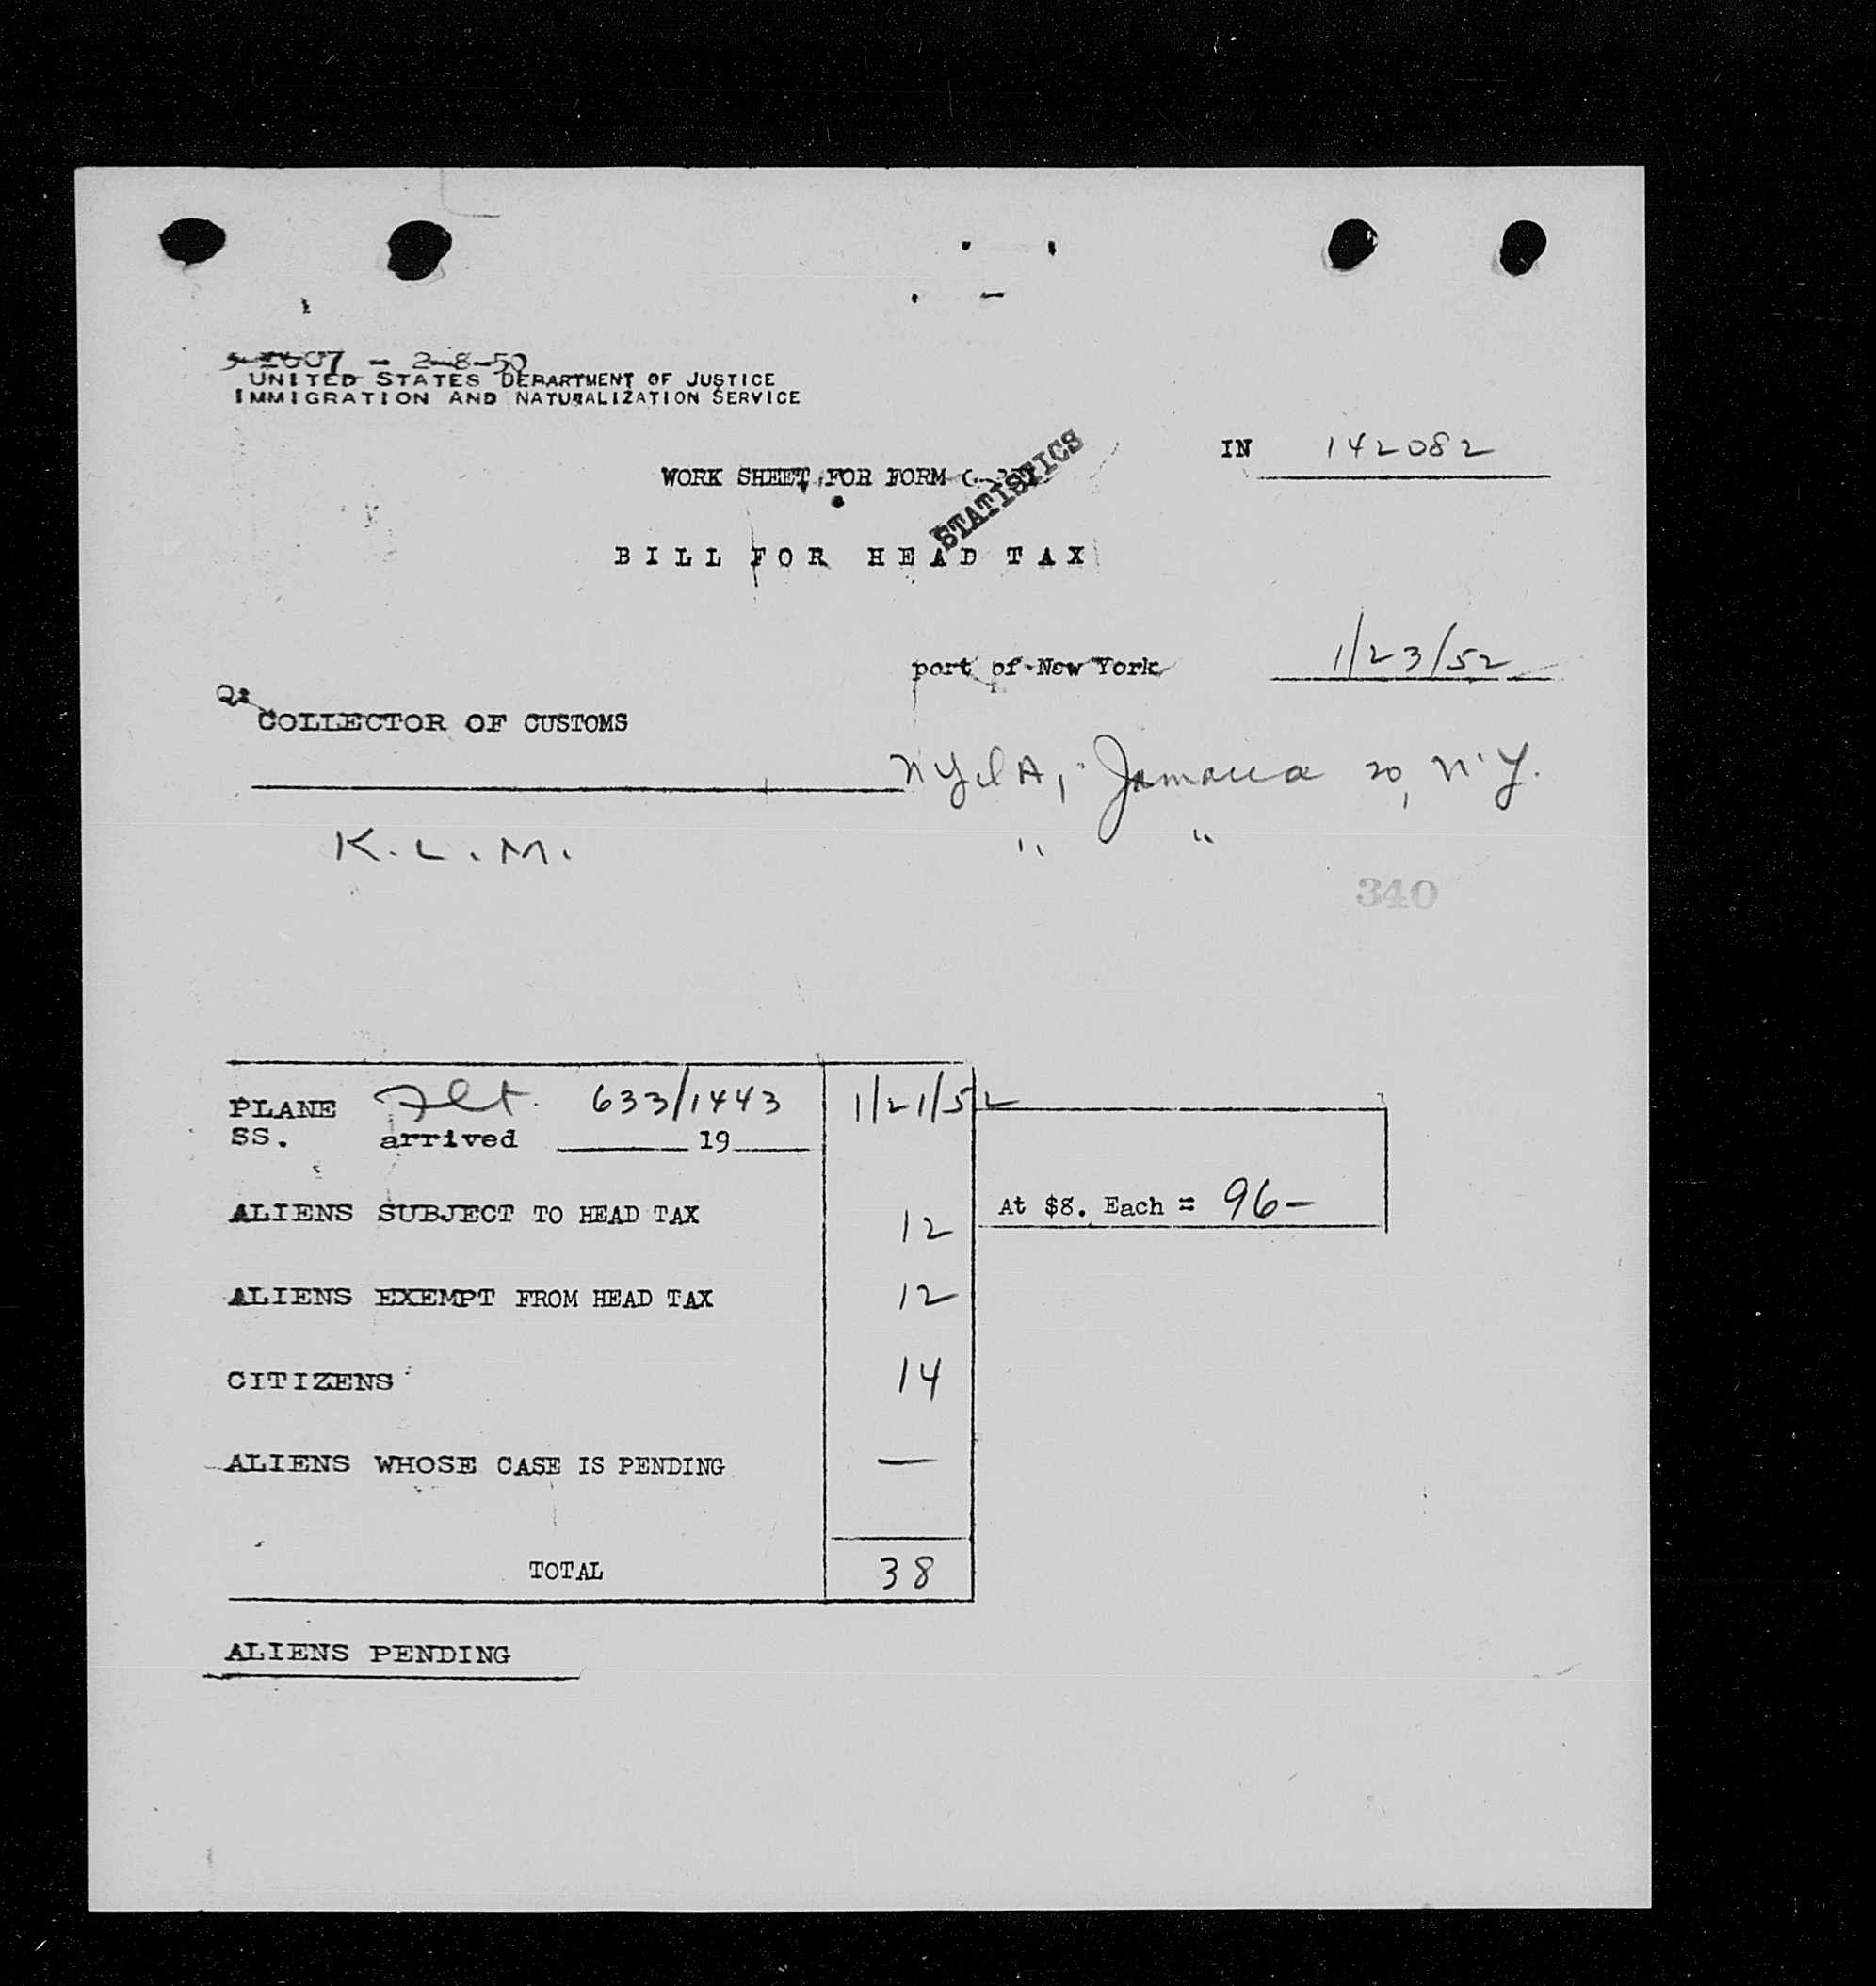 - 2-8-50
UNITED STATES DEPARTMENT OF JUSTICE
IMMIGRATION AND NATURALIZATION SERVICE
IN 142082
WORK SHEET FOR FORM
STATISTICS
BILL FOR HEAD TAX
port of New York 1/23/52
COLLECTOR OF CUSTOMS
NYIA, Jamaica 20, N.Y.
K.L.M. " "
340
PLANE Flt. 633/1443 1/21/52
SS. arrived 19
ALIENS SUBJECT TO HEAD TAX 12 At $8. Each = 96-
ALIENS EXEMPT FROM HEAD TAX 12
CITIZENS 14
ALIENS WHOSE CASE IS PENDING —
TOTAL 38
ALIENS PENDING